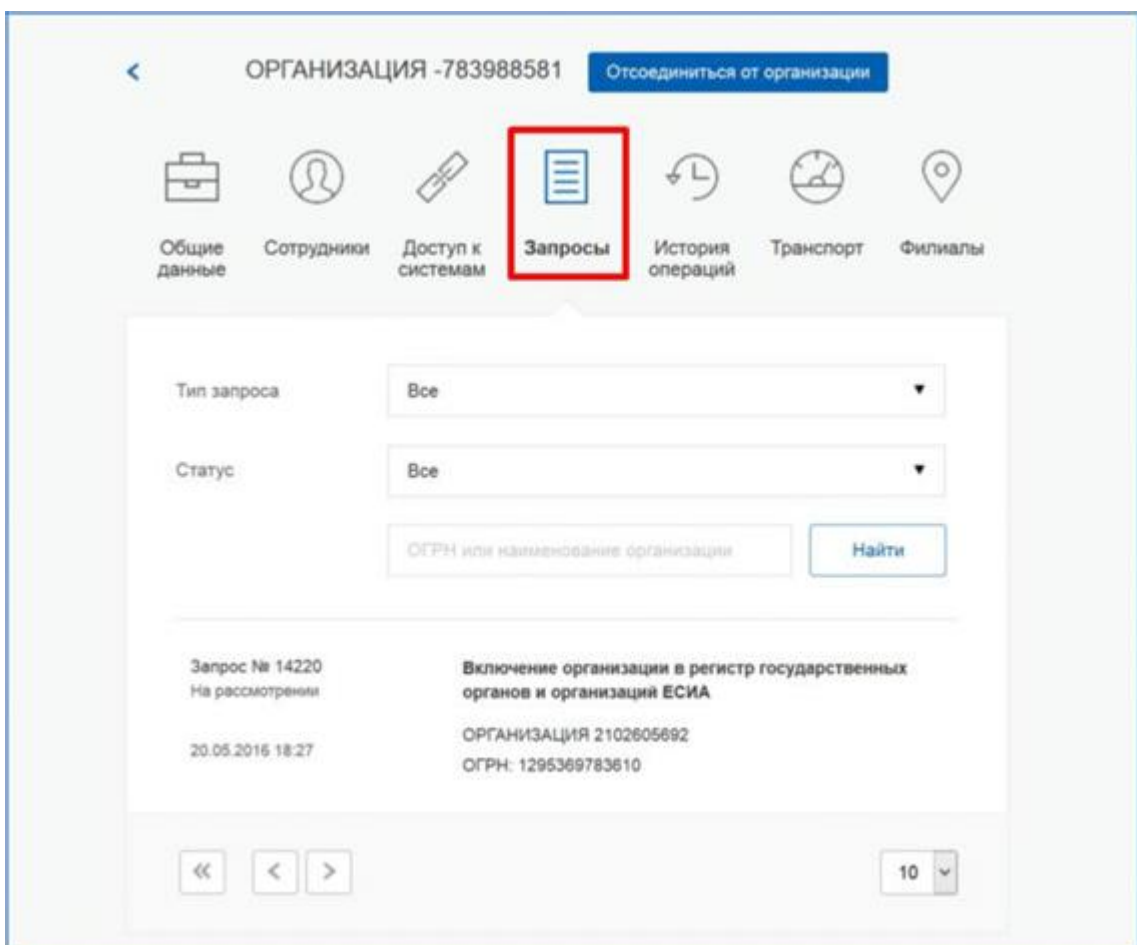 ОРГАНИЗАЦИЯ -783988581
Отсоединиться от организации
Общие данные
Сотрудники
Доступ к системам
Запросы
История операций
Транспорт
Филиалы
Тип запроса
Все
Статус
Все
ОГРН или наименование организации
Найти
Запрос № 14220
На рассмотрении
20.05.2016 18:27
Включение организации в регистр государственных
органов и организаций ЕСИА
ОРГАНИЗАЦИЯ 2102605692
ОГРН: 1295369783610
10